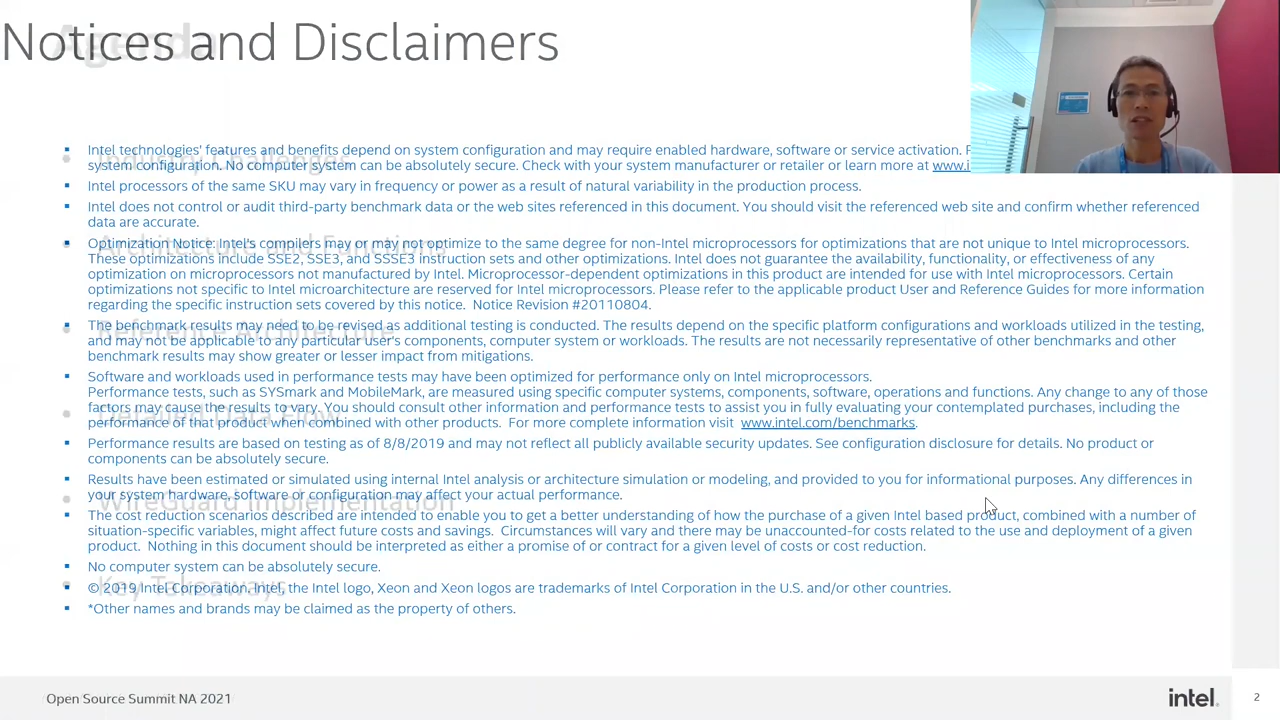 Notices and Disclaimers
Agenda
Intel technologies' features and benefits depend on system configuration and may require enabled hardware, software or service activation.
system configuration. No computer system can be absolutely secure. Check with your system manufacturer or retailer or learn more at www.i
Industry Challenges
Intel processors of the same SKU may vary in frequency or power as a result of natural variability in the production process.
Intel does not control or audit third-party benchmark data or the web sites referenced in this document. You should visit the referenced web site and confirm whether referenced
data are accurate.
Optimization Notice: Intel's compilers may or may not optimize to the same degree for non-Intel microprocessors for optimizations that are not unique to Intel microprocessors.
Architecture and Functions
These optimizations include SSE2, SSE3, and SSSE3 instruction sets and other optimizations. Intel does not guarantee the availability, functionality, or effectiveness of any
optimization on microprocessors not manufactured by Intel. Microprocessor-dependent optimizations in this product are intended for use with Intel microprocessors. Certain
optimizations not specific to Intel microarchitecture are reserved for Intel microprocessors. Please refer to the applicable product User and Reference Guides for more information
regarding the specific instruction sets covered by this notice. Notice Revision #20110804.
The benchmark results may need to be revised as additional testing is conducted. The results depend on the specific platform configurations and workloads utilized in the testing,
Reference Architecture
and may not be applicable to any particular user's components, computer system or workloads. The results are not necessarily representative of other benchmarks and other
benchmark results may show greater or lesser impact from mitigations.
Software and workloads used in performance tests may have been optimized for performance only on Intel microprocessors.
Performance tests, such as SYSmark and MobileMark, are measured using specific computer systems, components, software, operations and functions. Any change to any of those
factors may cause the results to vary. You should consult other information and performance tests to assist you in fully evaluating your contemplated purchases, including the
Detailed Data Flow
performance of that product when combined with other products. For more complete information visit www.intel.com/benchmarks.
Performance results are based on testing as of 8/8/2019 and may not reflect all publicly available security updates. See configuration disclosure for details. No product or
components can be absolutely secure.
Results have been estimated or simulated using internal Intel analysis or architecture simulation or modeling, and provided to you for informational purposes. Any differences in
your system hardware, software or configuration may affect your actual performance.
WireGuard Implementation
The cost reduction scenarios described are intended to enable you to get a better understanding of how the purchase of a given Intel based product, combined with a number of
situation-specific variables, might affect future costs and savings. Circumstances will vary and there may be unaccounted-for costs related to the use and deployment of a given
product. Nothing in this document should be interpreted as either a promise of or contract for a given level of costs or cost reduction.
No computer system can be absolutely secure.
Key Takeaways
© 2019 Intel Corporation. Intel, the Intel logo, Xeon and Xeon logos are trademarks of Intel Corporation in the U.S. and/or other countries.
*Other names and brands may be claimed as the property of others.
Open Source Summit NA 2021
intel.
2